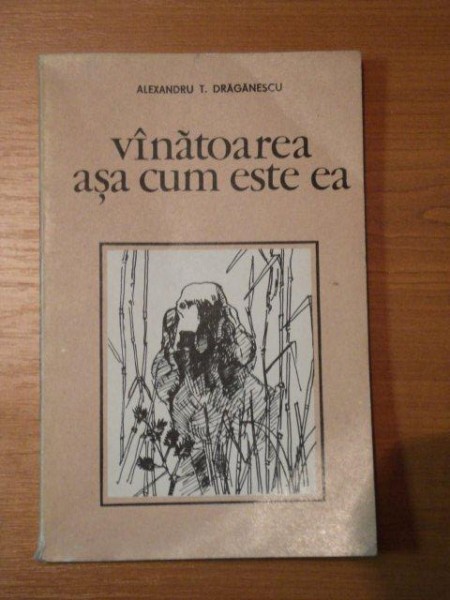 ALEXANDRU T. DRĂGĂNESCU
vînătoarea
așa cum este ea